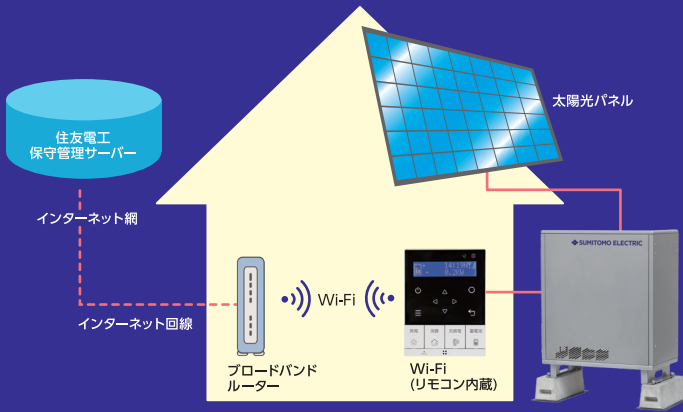 太陽光パネル
住友電工
保守管理サーバー
インターネット網
SUMITOMO ELECTRIC
Wi-Fi
インターネット回線
ブロードバンド
ルーター
Wi-Fi
(リモコン内蔵)